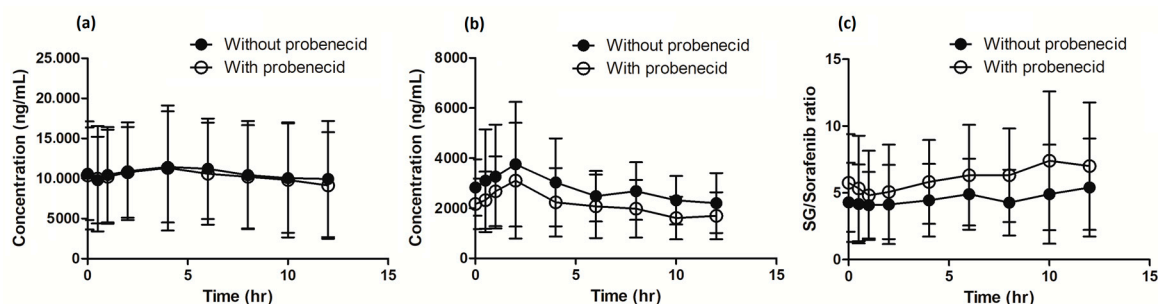 (a)
Without probenecid
With probenecid
25.000
20.000
15.000
10.000
5000
0
0 5 10 15
Concentration (ng/mL)
Time (hr)
(b)
Without probenecid
With probenecid
8000
6000
4000
2000
0
0 5 10 15
Concentration (ng/mL)
Time (hr)
(c)
Without probenecid
With probenecid
15
10
5
0
0 5 10 15
SG/Sorafenib ratio
Time (hr)